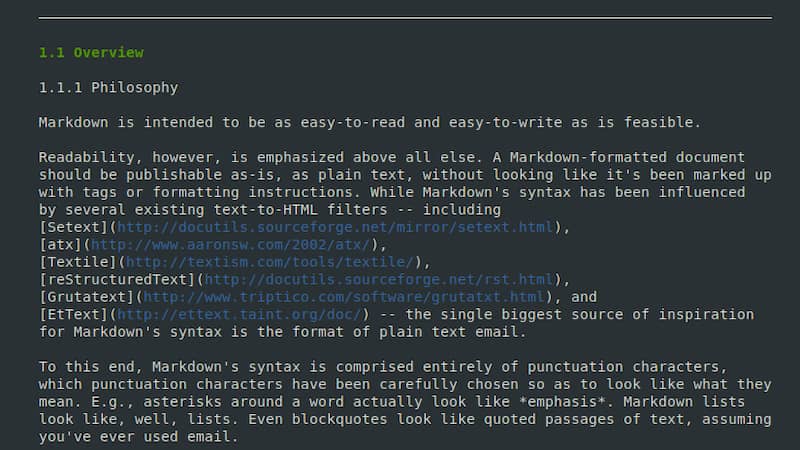 1.1 Overview
1.1.1 Philosophy
Markdown is intended to be as easy-to-read and easy-to-write as is feasible.
Readability, however, is emphasized above all else. A Markdown-formatted document
should be publishable as-is, as plain text, without looking like it's been marked up
with tags or formatting instructions. While Markdown's syntax has been influenced
by several existing text-to-HTML filters -- including
[Setext](http://docutils.sourceforge.net/mirror/setext.html),
[atx](http://www.aaronsw.com/2002/atx/),
[Textile](http://textism.com/tools/textile/),
[reStructuredText](http://docutils.sourceforge.net/rst.html),
[Grutatext](http://www.triptico.com/software/grutatxt.html), and
[EtText](http://ettext.taint.org/doc/) -- the single biggest source of inspiration
for Markdown's syntax is the format of plain text email.
To this end, Markdown's syntax is comprised entirely of punctuation characters,
which punctuation characters have been carefully chosen so as to look like what they
mean. E.g., asterisks around a word actually look like *emphasis*. Markdown lists
look like, well, lists. Even blockquotes look like quoted passages of text, assuming
you've ever used email.